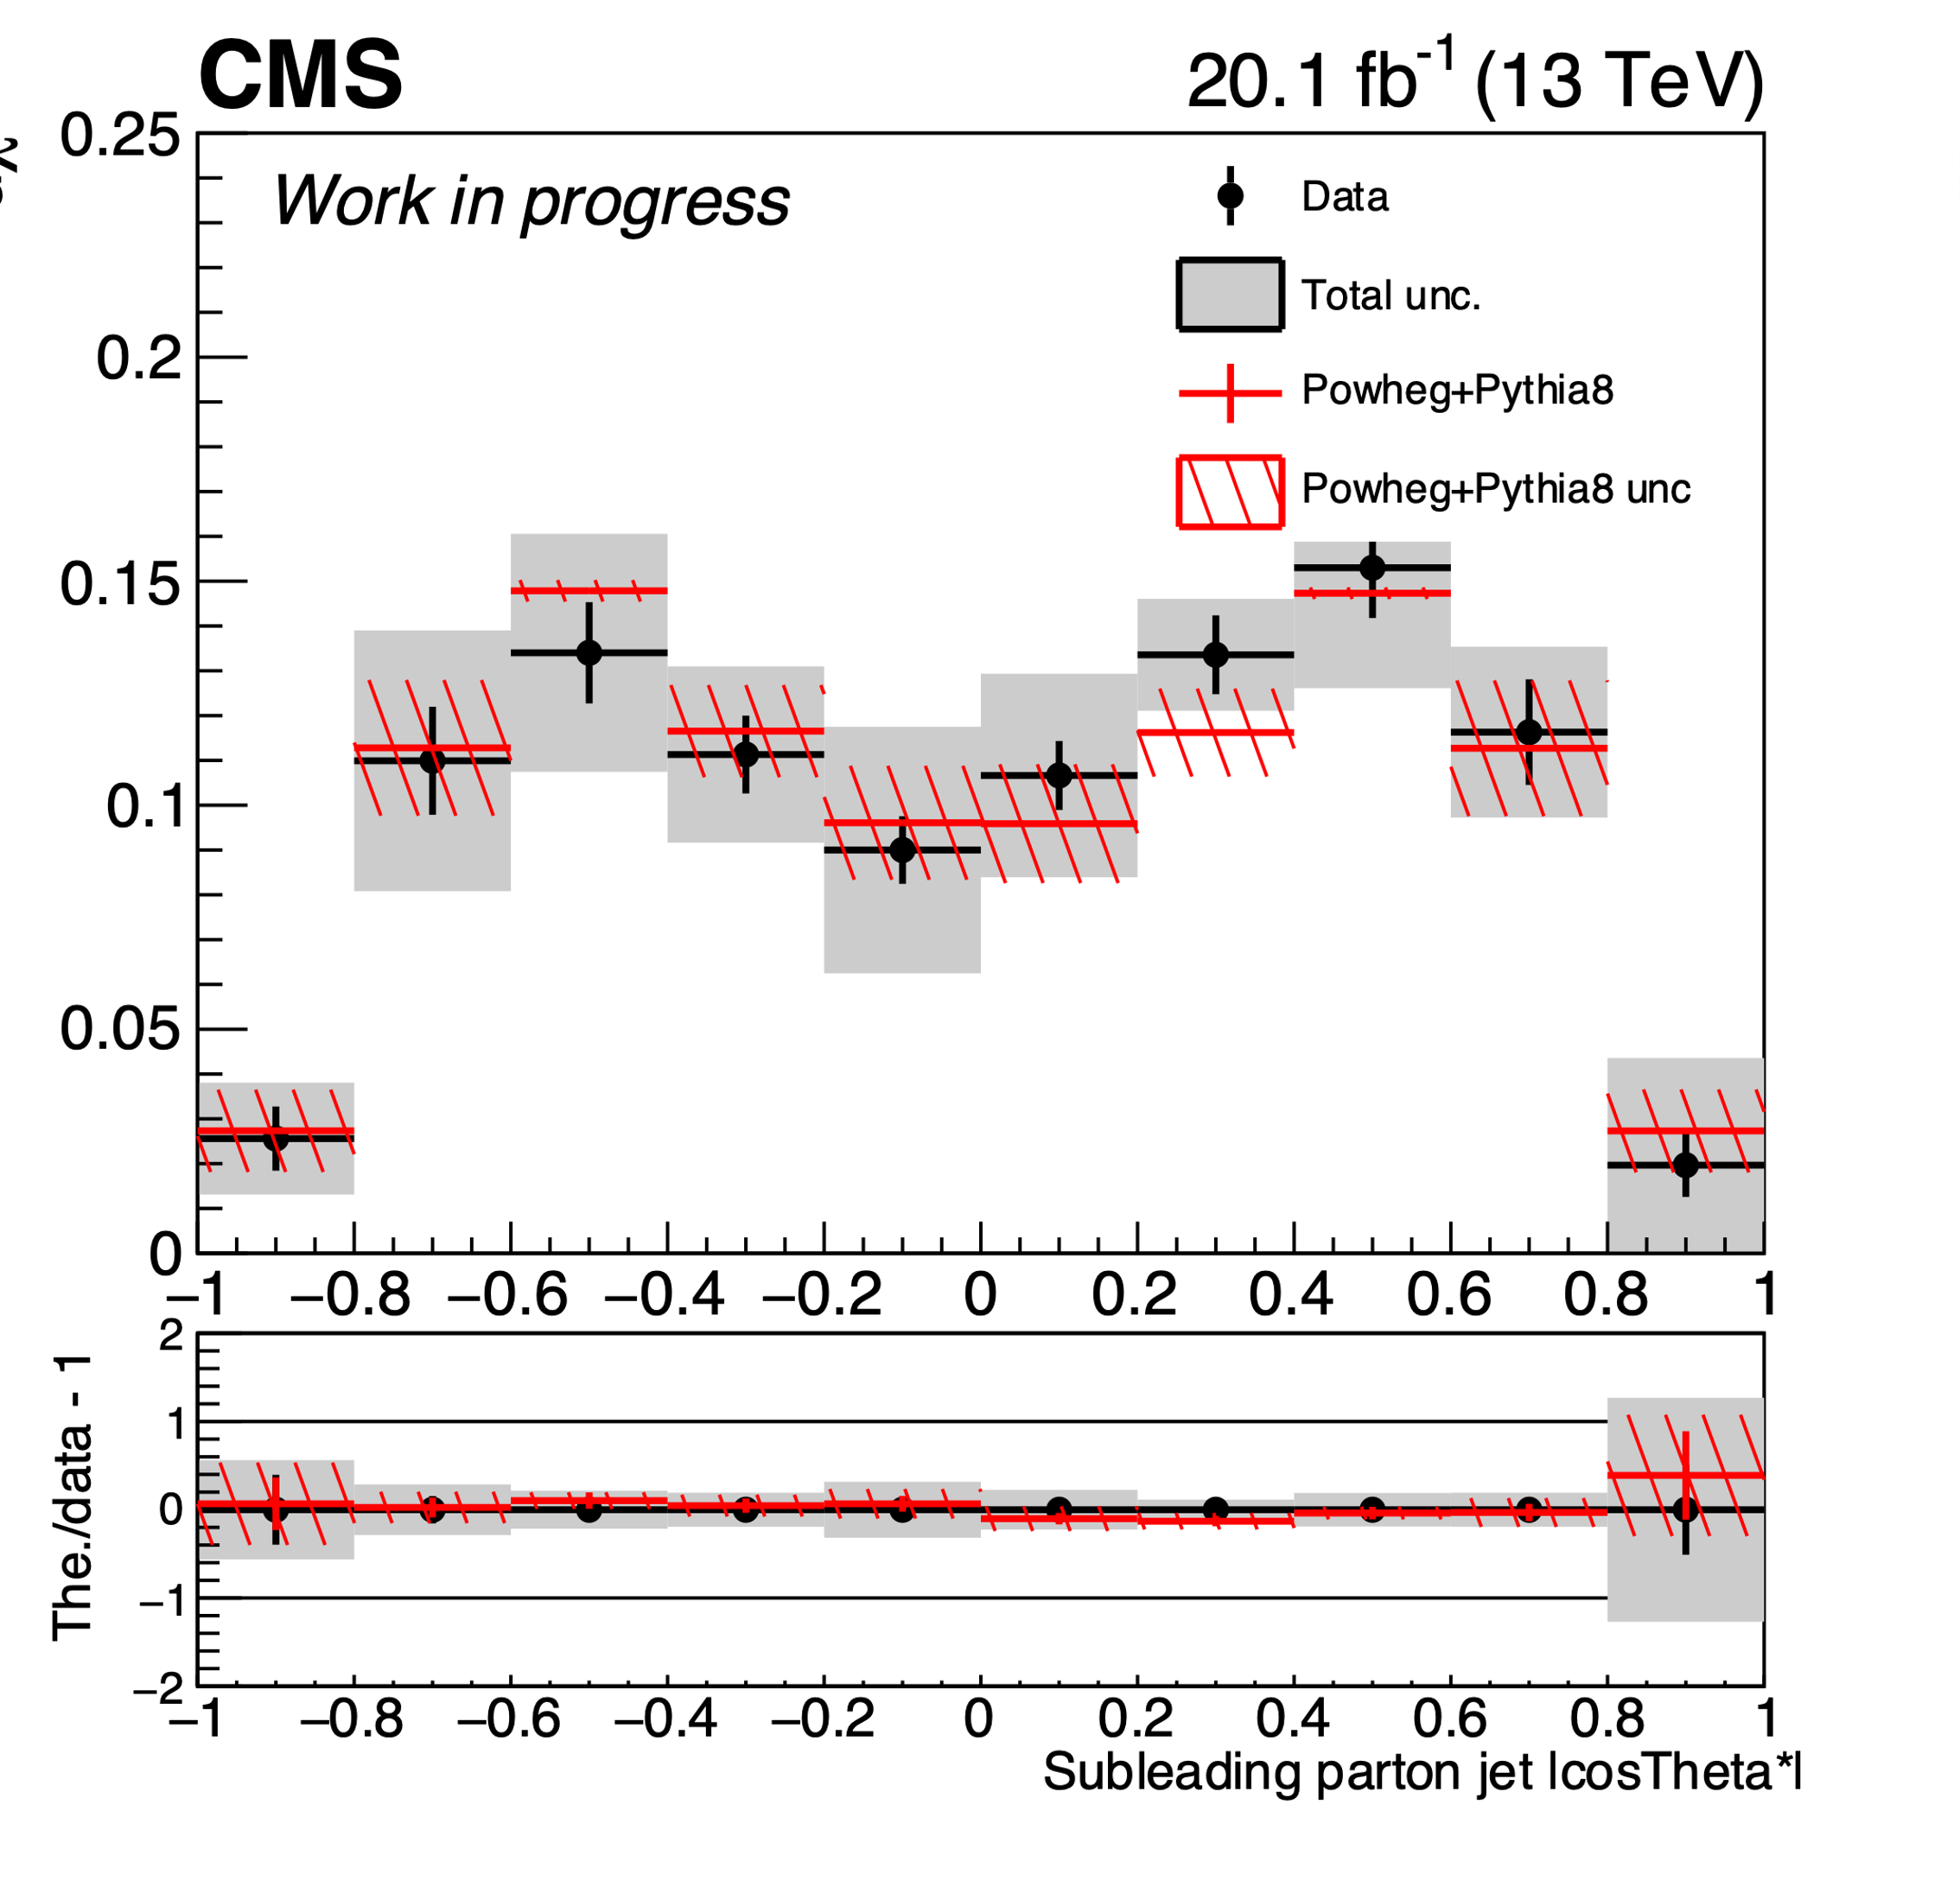 CMS
20.1 fb-1 (13 TeV)
Work in progress
Data
Total unc.
Powheg+Pythia8
Powheg+Pythia8 unc
0.25
0.2
0.15
0.1
0.05
0
−1 −0.8 −0.6 −0.4 −0.2 0 0.2 0.4 0.6 0.8 1
The./data - 1
2
1
0
−1
−2
−1 −0.8 −0.6 −0.4 −0.2 0 0.2 0.4 0.6 0.8 1
Subleading parton jet |cosTheta*|